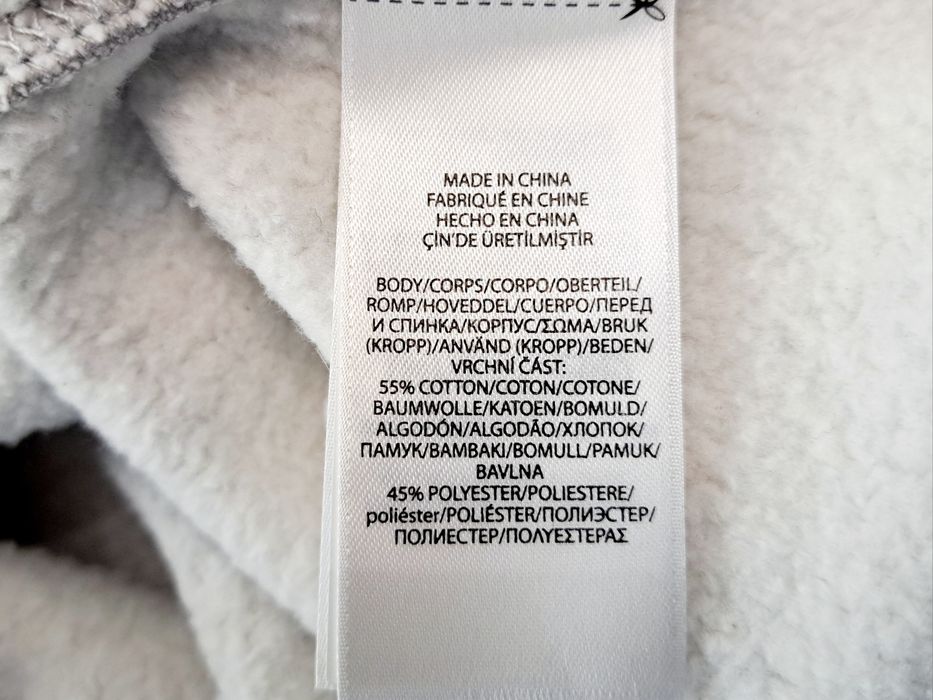 MADE IN CHINA
FABRIQUÉ EN CHINE
HECHO EN CHINA
ÇİN'DE ÜRETİLMİŞTİR
BODY/CORPS/CORPO/OBERTEIL/
ROMP/HOVEDDEL/CUERPO/ПЕРЕД
И СПИНКА/КОРПУС/ΣΩΜΑ/BRUK
(KROPP)/ANVÄND (KROPP)/BEDEN/
VRCHNÍ ČÁST:
55% COTTON/COTON/COTONE/
BAUMWOLLE/KATOEN/BOMULD/
ALGODÓN/ALGODÃO/ХЛОПОК/
ПАМУК/ΒΑΜΒΑΚΙ/BOMULL/PAMUK/
BAVLNA
45% POLYESTER/POLIESTERE/
poliéster/POLIÉSTER/ПОЛИЭСТЕР/
ПОЛИЕСТЕР/ΠΟΛΥΕΣΤΕΡΑΣ